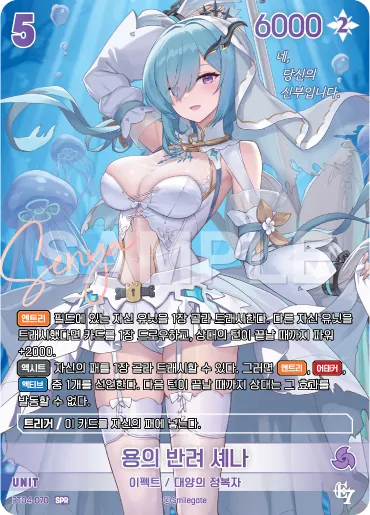 5
6000 2
네,
당신의
신부입니다.
SAMPLE
Senya
엔트리 필드에 있는 자신 유닛을 1장 골라 트래시한다. 다른 자신 유닛을
트래시했다면 카드를 1장 드로우하고, 상대의 턴이 끝날 때까지 파워
+2000.
엑시트 자신의 패를 1장 골라 트래시할 수 있다. 그러면 엔트리, 어태커,
액티브 중 1개를 선언한다. 다음 턴이 끝날 때까지 상대는 그 효과를
발동할 수 없다.
트리거 이 카드를 자신의 패에 넣는다.
용의 반려 세나
UNIT
이펙트 / 대양의 정복자
SPR
©Smilegate
E7